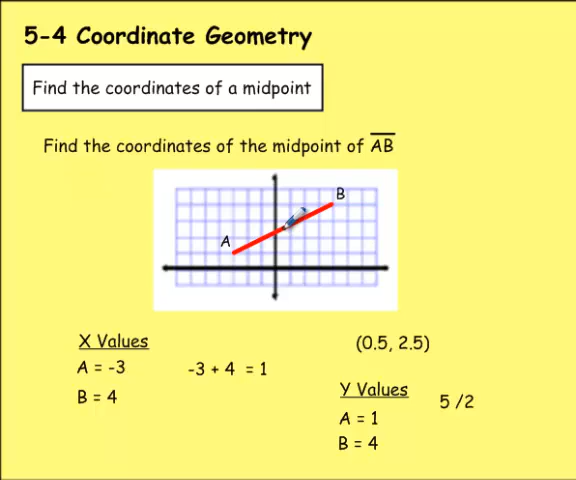 5-4 Coordinate Geometry
Find the coordinates of a midpoint
Find the coordinates of the midpoint of AB
B
A
X Values
A = -3
B = 4
-3 + 4 = 1
(0.5, 2.5)
Y Values
A = 1
B = 4
5 /2